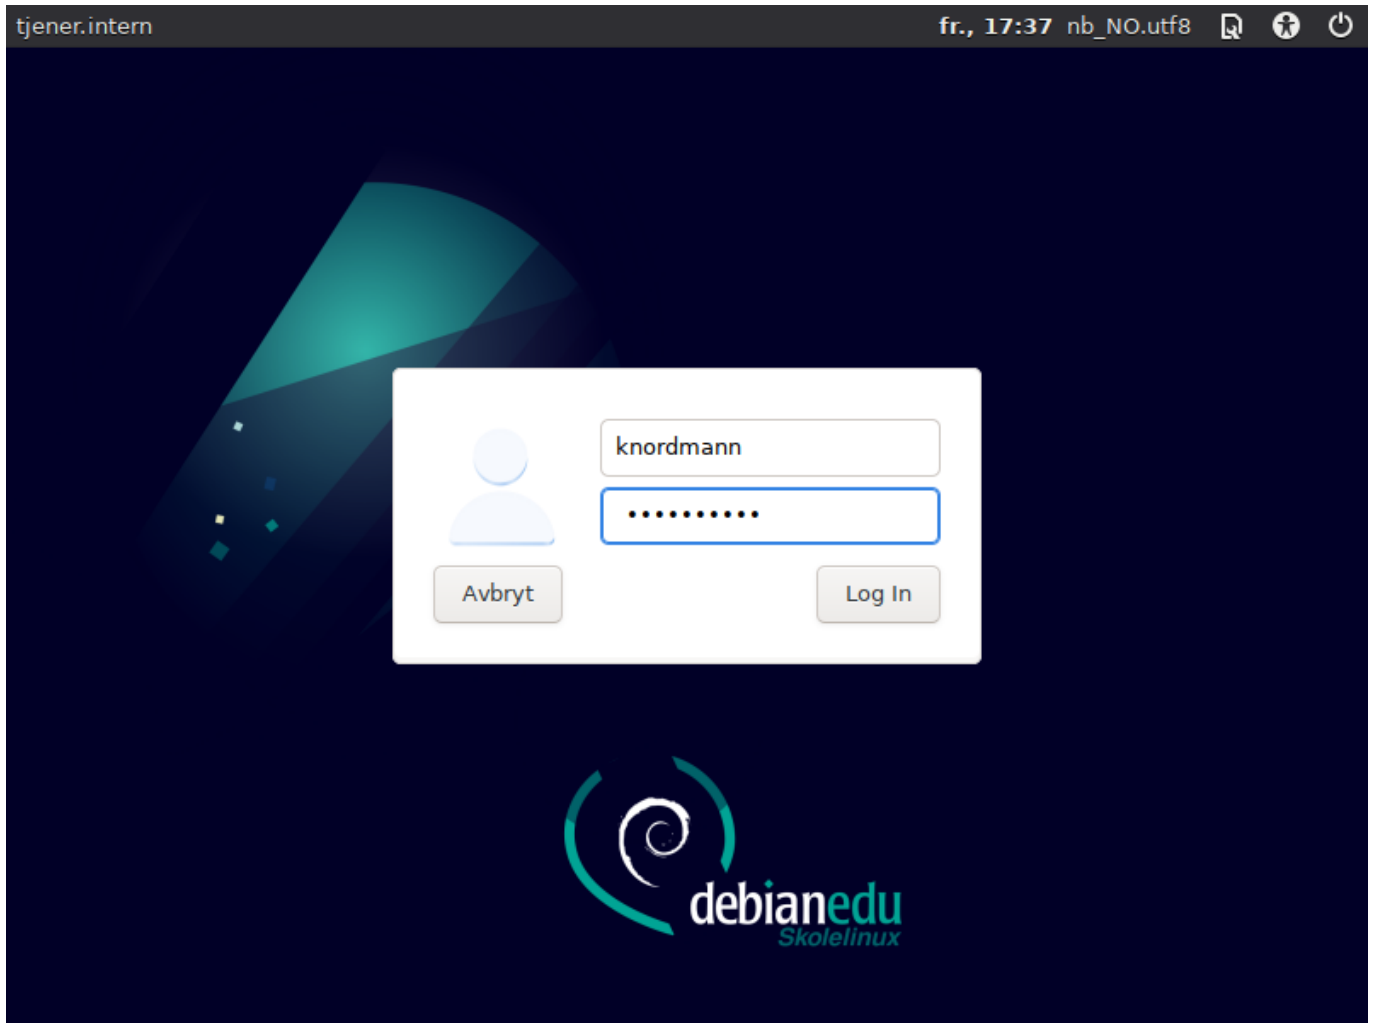 tjener.intern
fr., 17:37 nb_NO.utf8
knordmann
••••••••••
Avbryt
Log In
debianedu
Skolelinux